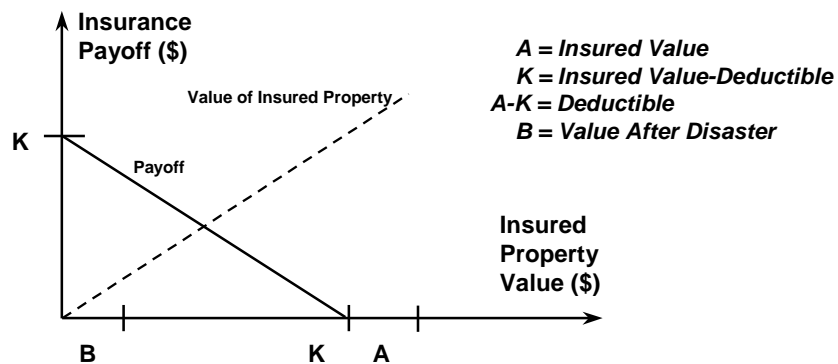 Insurance
Payoff ($)
A = Insured Value
K = Insured Value-Deductible
A-K = Deductible
B = Value After Disaster
Value of Insured Property
K
Payoff
Insured
Property
Value ($)
B
K
A